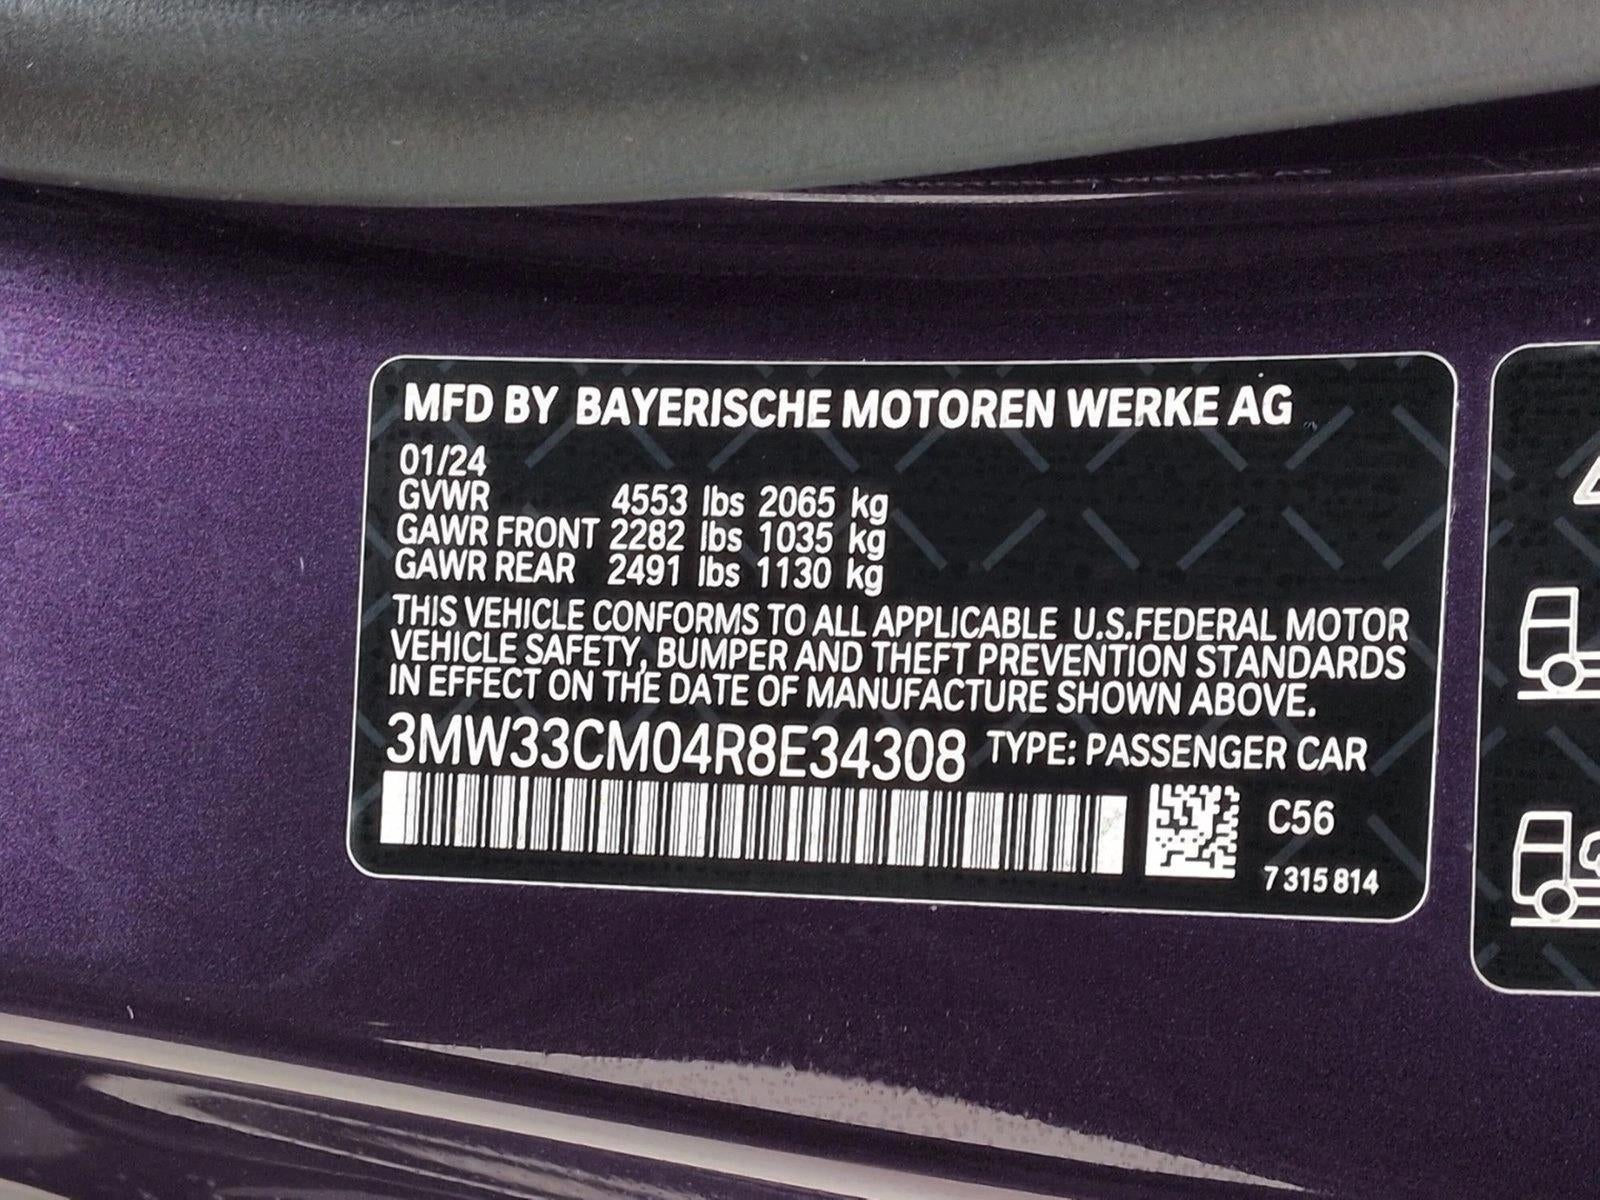 MFD BY BAYERISCHE MOTOREN WERKE AG
01/24
GVWR 4553 lbs 2065 kg
GAWR FRONT 2282 lbs 1035 kg
GAWR REAR 2491 lbs 1130 kg
THIS VEHICLE CONFORMS TO ALL APPLICABLE U.S.FEDERAL MOTOR
VEHICLE SAFETY, BUMPER AND THEFT PREVENTION STANDARDS
IN EFFECT ON THE DATE OF MANUFACTURE SHOWN ABOVE.
3MW33CM04R8E34308 TYPE: PASSENGER CAR
C56
7 315 814